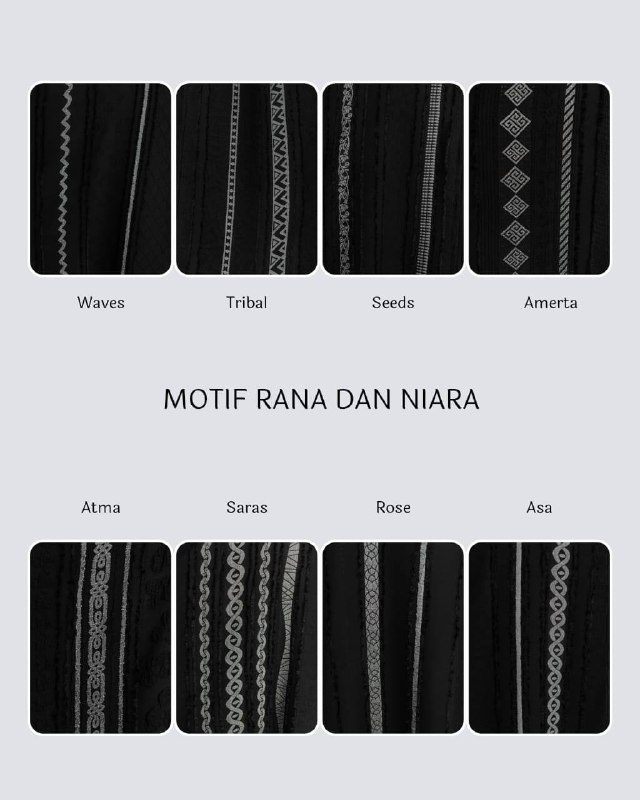 Waves
Tribal
Seeds
Amerta
MOTIF RANA DAN NIARA
Atma
Saras
Rose
Asa